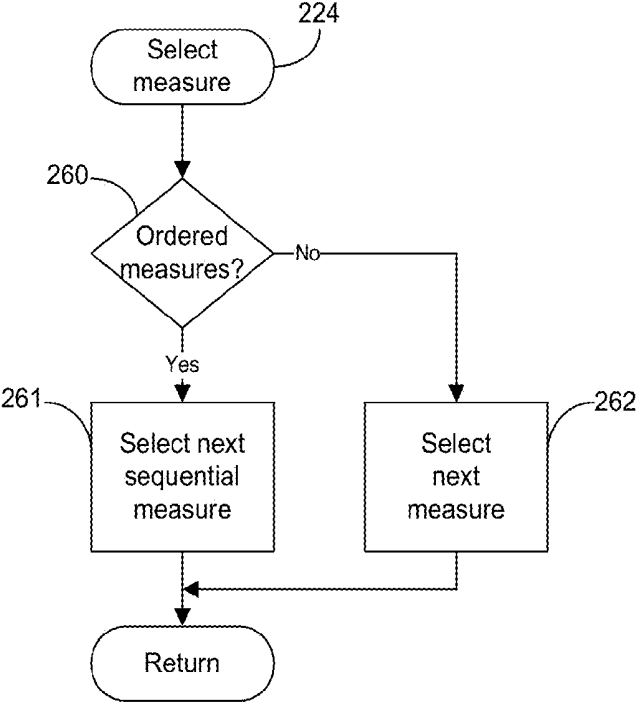 224
Select
measure
260
Ordered
measures?
No
Yes
261
Select next
sequential
measure
262
Select
next
measure
Return